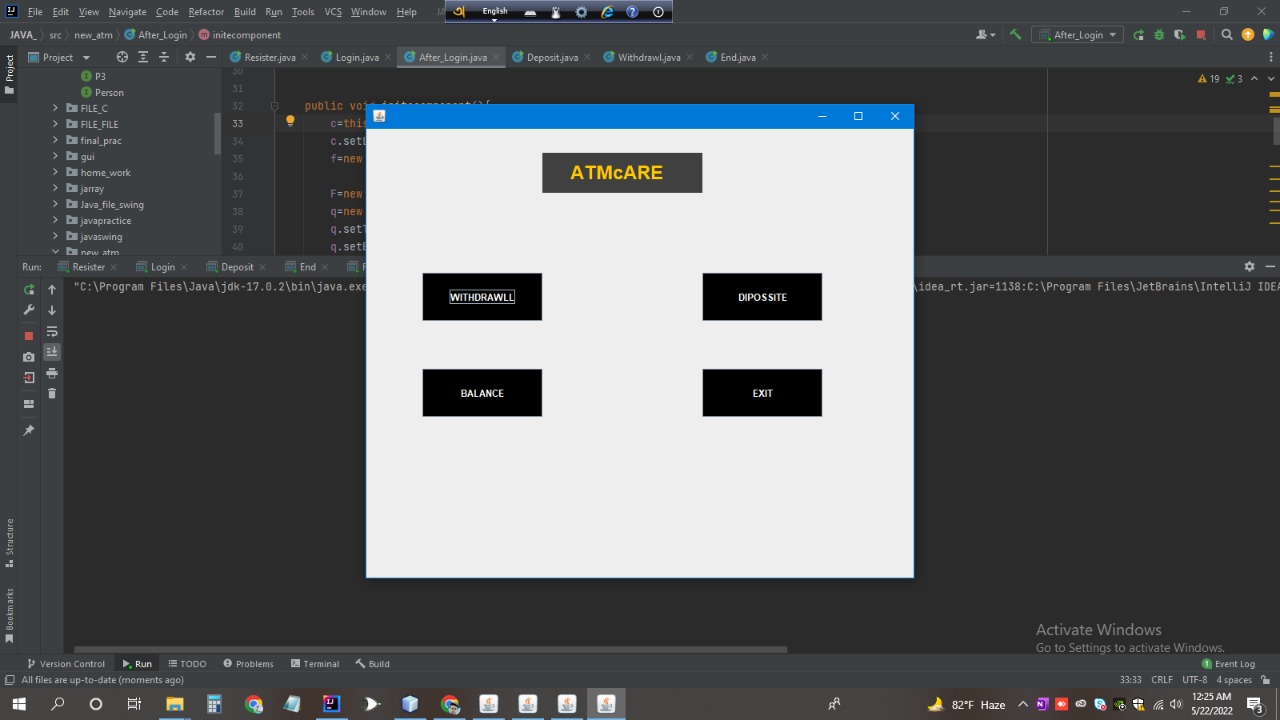 File Edit View Navigate Code Refactor Build Run Tools VCS Window Help
English
JAVA_ src new_atm After_Login initecomponent
After_Login
Project
Resister.java Login.java After_Login.java Deposit.java Withdrawl.java End.java
Project
P3
Person
FILE_C
FILE_FILE
final_prac
gui
home_work
jarray
Java_file_swing
javapractice
javaswing
new_atm
30
31
32 public void initecomponent(){
33 c=this
34
35 f=new
36
37 F=new
38 q=new
39
40
19 3
ATMcARE
WITHDRAWLL
DIPOSSITE
BALANCE
EXIT
Run: Resister Login Deposit End
"C:\Program Files\Java\jdk-17.0.2\bin\java.exe
\idea_rt.jar=1138:C:\Program Files\JetBrains\IntelliJ IDEA
Structure
Bookmarks
Activate Windows
Go to Settings to activate Windows.
Version Control Run TODO Problems Terminal Build
1 Event Log
All files are up-to-date (moments ago)
33:33 CRLF UTF-8 4 spaces
82°F Haze
12:25 AM
5/22/2022
3